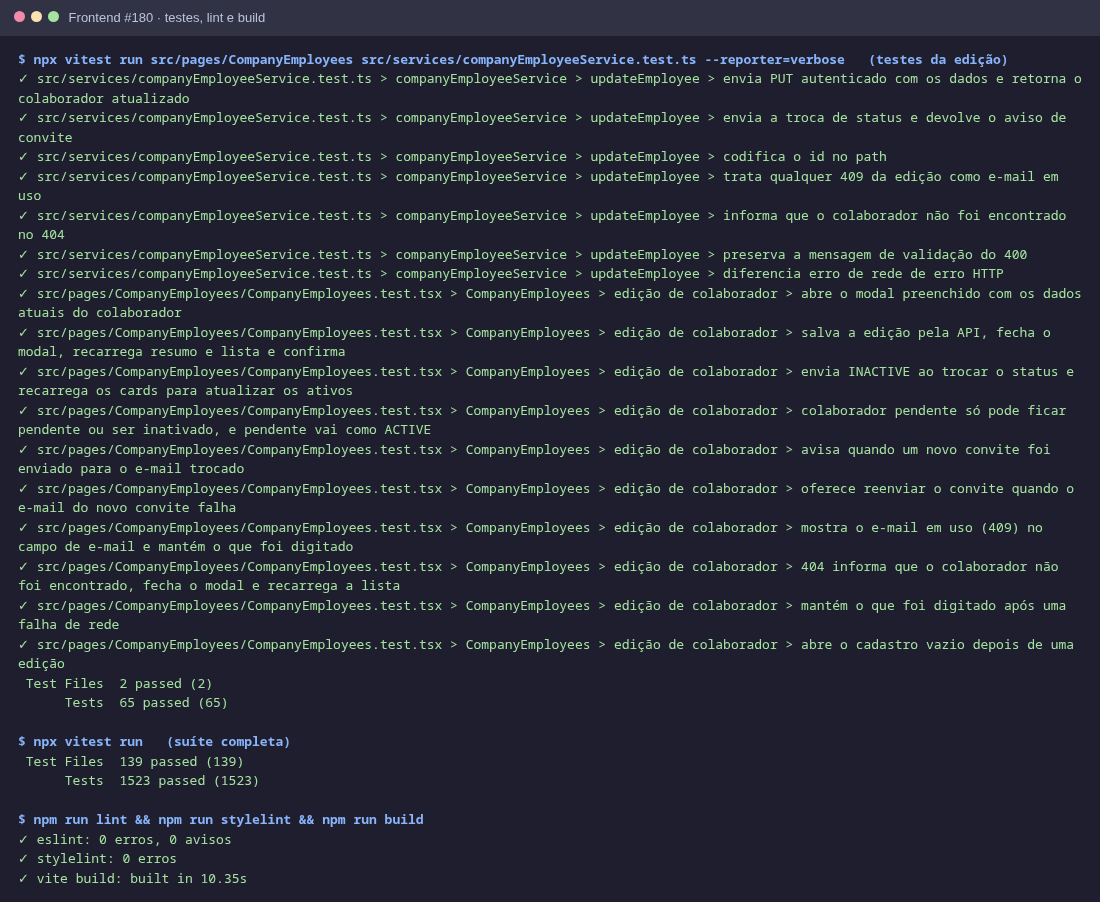 Frontend #180 · testes, lint e build
$ npx vitest run src/pages/CompanyEmployees src/services/companyEmployeeService.test.ts --reporter=verbose   (testes da edição)
✓ src/services/companyEmployeeService.test.ts > companyEmployeeService > updateEmployee > envia PUT autenticado com os dados e retorna o
colaborador atualizado
✓ src/services/companyEmployeeService.test.ts > companyEmployeeService > updateEmployee > envia a troca de status e devolve o aviso de
convite
✓ src/services/companyEmployeeService.test.ts > companyEmployeeService > updateEmployee > codifica o id no path
✓ src/services/companyEmployeeService.test.ts > companyEmployeeService > updateEmployee > trata qualquer 409 da edição como e-mail em
uso
✓ src/services/companyEmployeeService.test.ts > companyEmployeeService > updateEmployee > informa que o colaborador não foi encontrado
no 404
✓ src/services/companyEmployeeService.test.ts > companyEmployeeService > updateEmployee > preserva a mensagem de validação do 400
✓ src/services/companyEmployeeService.test.ts > companyEmployeeService > updateEmployee > diferencia erro de rede de erro HTTP
✓ src/pages/CompanyEmployees/CompanyEmployees.test.tsx > CompanyEmployees > edição de colaborador > abre o modal preenchido com os dados
atuais do colaborador
✓ src/pages/CompanyEmployees/CompanyEmployees.test.tsx > CompanyEmployees > edição de colaborador > salva a edição pela API, fecha o
modal, recarrega resumo e lista e confirma
✓ src/pages/CompanyEmployees/CompanyEmployees.test.tsx > CompanyEmployees > edição de colaborador > envia INACTIVE ao trocar o status e
recarrega os cards para atualizar os ativos
✓ src/pages/CompanyEmployees/CompanyEmployees.test.tsx > CompanyEmployees > edição de colaborador > colaborador pendente só pode ficar
pendente ou ser inativado, e pendente vai como ACTIVE
✓ src/pages/CompanyEmployees/CompanyEmployees.test.tsx > CompanyEmployees > edição de colaborador > avisa quando um novo convite foi
enviado para o e-mail trocado
✓ src/pages/CompanyEmployees/CompanyEmployees.test.tsx > CompanyEmployees > edição de colaborador > oferece reenviar o convite quando o
e-mail do novo convite falha
✓ src/pages/CompanyEmployees/CompanyEmployees.test.tsx > CompanyEmployees > edição de colaborador > mostra o e-mail em uso (409) no
campo de e-mail e mantém o que foi digitado
✓ src/pages/CompanyEmployees/CompanyEmployees.test.tsx > CompanyEmployees > edição de colaborador > 404 informa que o colaborador não
foi encontrado, fecha o modal e recarrega a lista
✓ src/pages/CompanyEmployees/CompanyEmployees.test.tsx > CompanyEmployees > edição de colaborador > mantém o que foi digitado após uma
falha de rede
✓ src/pages/CompanyEmployees/CompanyEmployees.test.tsx > CompanyEmployees > edição de colaborador > abre o cadastro vazio depois de uma
edição
Test Files  2 passed (2)
Tests  65 passed (65)
$ npx vitest run   (suíte completa)
Test Files  139 passed (139)
Tests  1523 passed (1523)
$ npm run lint && npm run stylelint && npm run build
✓ eslint: 0 erros, 0 avisos
✓ stylelint: 0 erros
✓ vite build: built in 10.35s